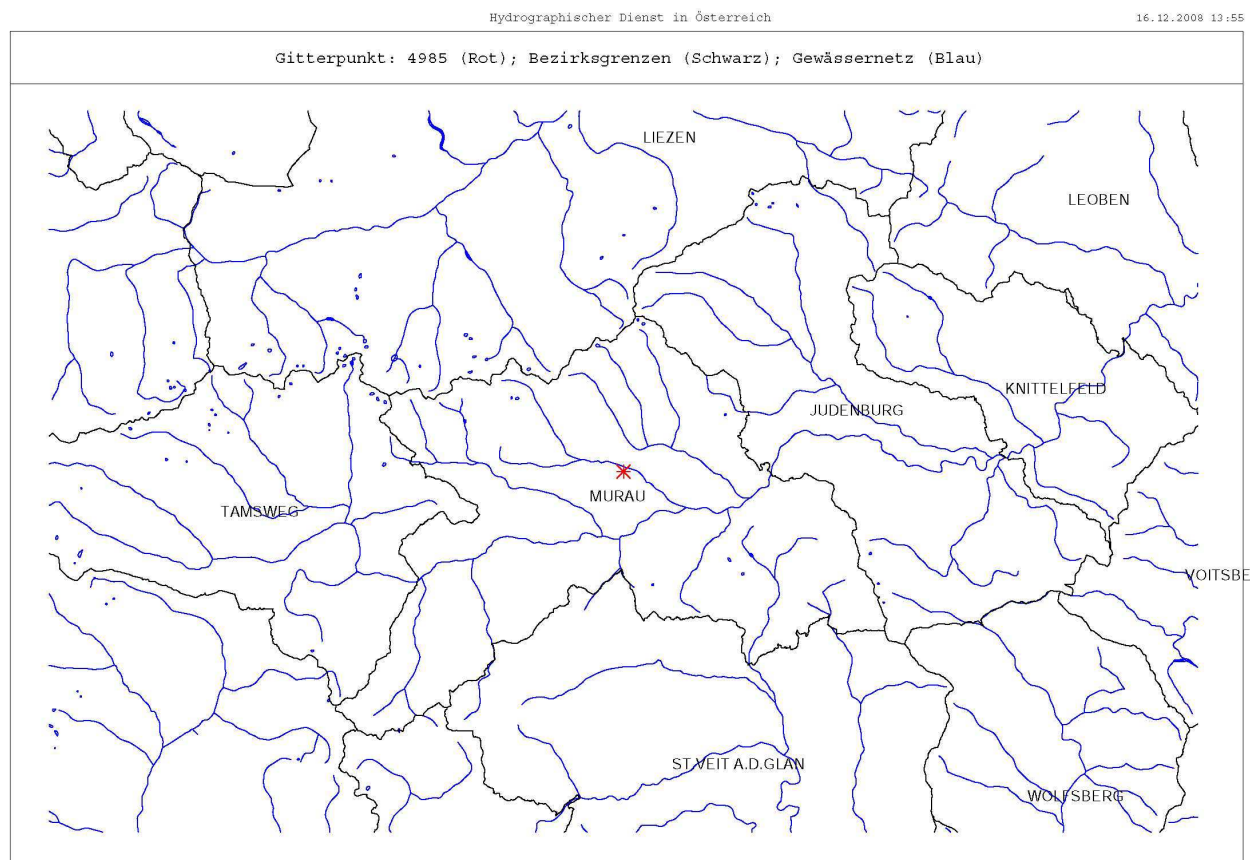 Hydrographischer Dienst in Österreich 16.12.2008 13:55
Gitterpunkt: 4985 (Rot); Bezirksgrenzen (Schwarz); Gewässernetz (Blau)
LIEZEN
LEOBEN
KNITTELFELD
JUDENBURG
MURAU
TAMSWEG
VOITSBE
ST.VEIT A.D.GLAN
WOLFSBERG